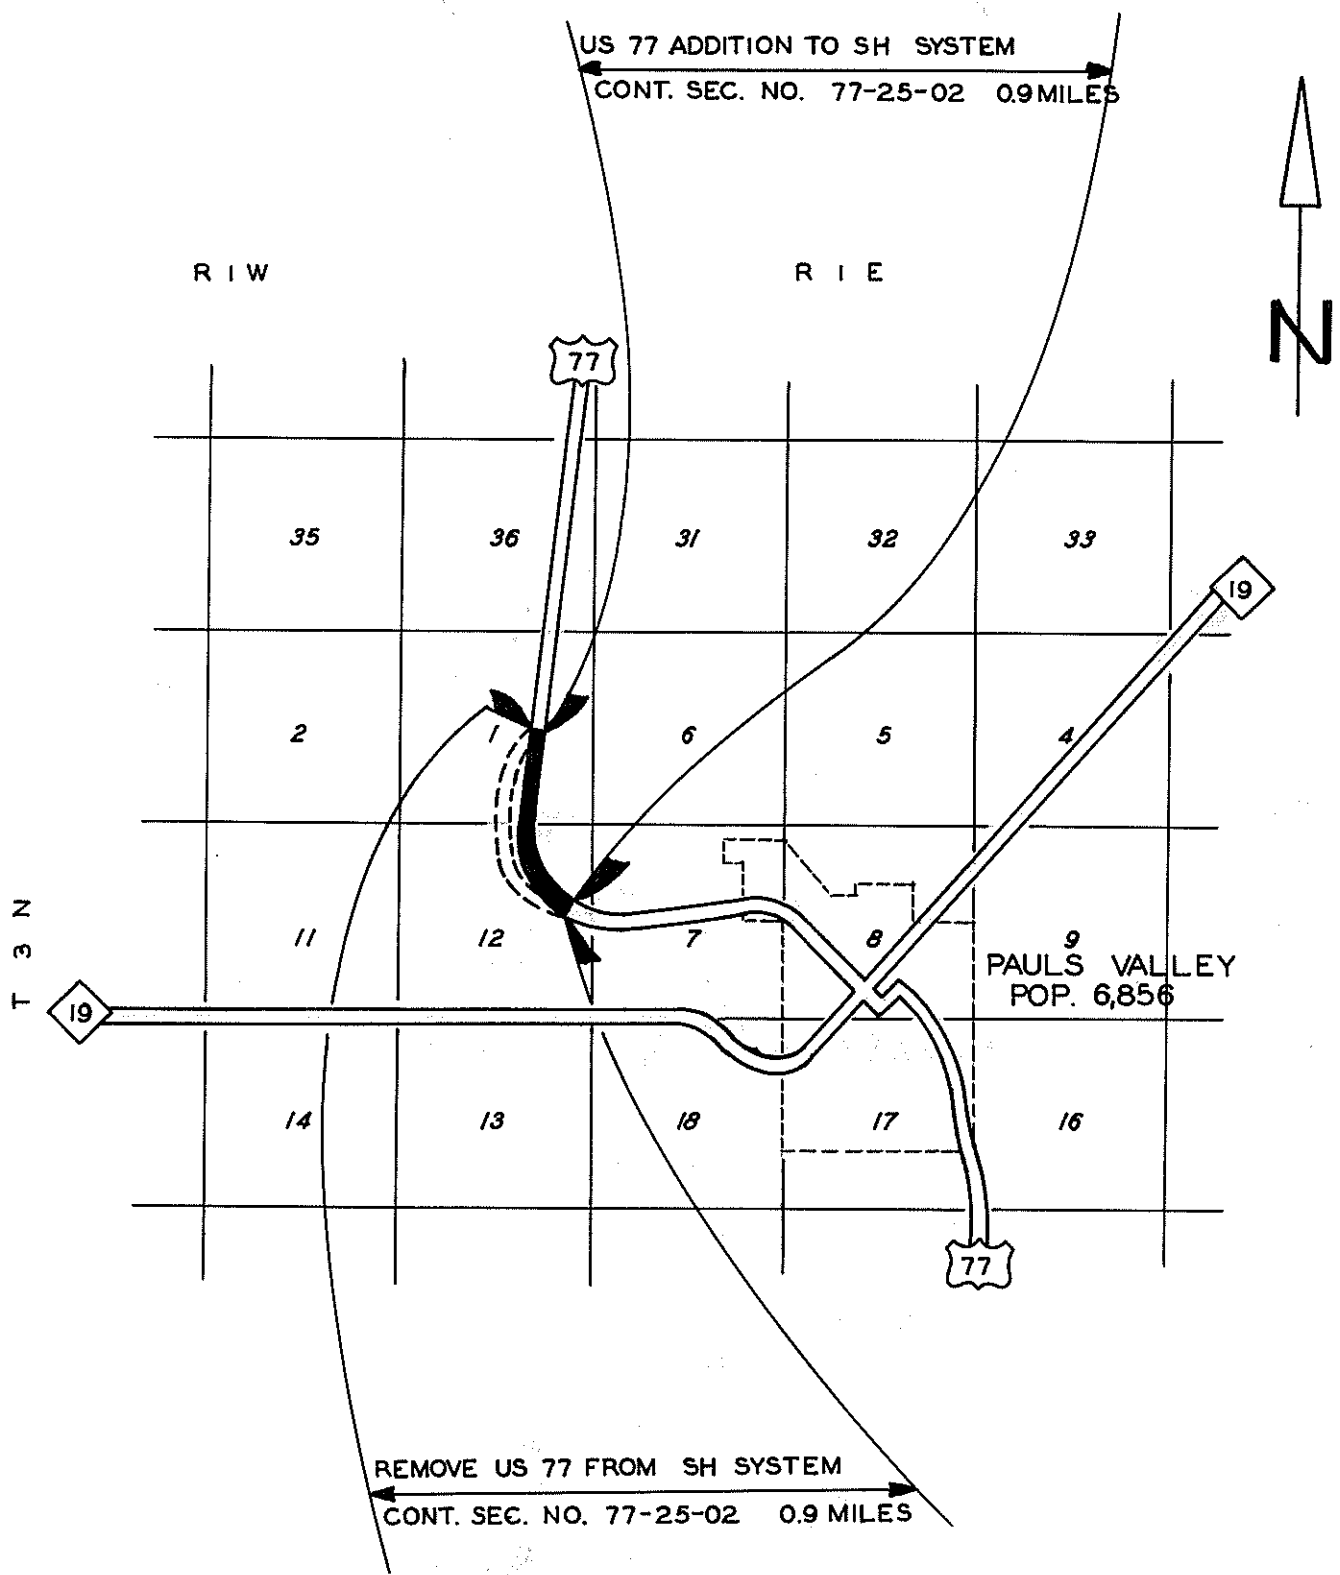 US 77 ADDITION TO SH SYSTEM
CONT. SEC. NO. 77-25-02 0.9 MILES
R 1 W
R 1 E
N
77
35 36 31 32 33
19
2 1 6 5 4
T 3 N
11 12 7 8 9
PAULS VALLEY
POP. 6,856
19
14 13 18 17 16
77
REMOVE US 77 FROM SH SYSTEM
CONT. SEC. NO. 77-25-02 0.9 MILES